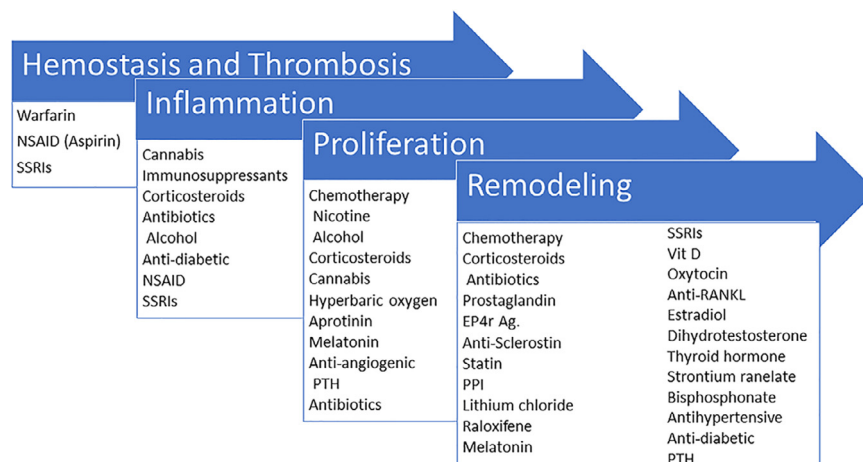 Hemostasis and Thrombosis
Warfarin
NSAID (Aspirin)
SSRIs
Inflammation
Cannabis
Immunosuppressants
Corticosteroids
Antibiotics
Alcohol
Anti-diabetic
NSAID
SSRIs
Proliferation
Chemotherapy
Nicotine
Alcohol
Corticosteroids
Cannabis
Hyperbaric oxygen
Aprotinin
Melatonin
Anti-angiogenic
PTH
Antibiotics
Remodeling
Chemotherapy
Corticosteroids
Antibiotics
Prostaglandin
EP4r Ag.
Anti-Sclerostin
Statin
PPI
Lithium chloride
Raloxifene
Melatonin
SSRIs
Vit D
Oxytocin
Anti-RANKL
Estradiol
Dihydrotestosterone
Thyroid hormone
Strontium ranelate
Bisphosphonate
Antihypertensive
Anti-diabetic
PTH